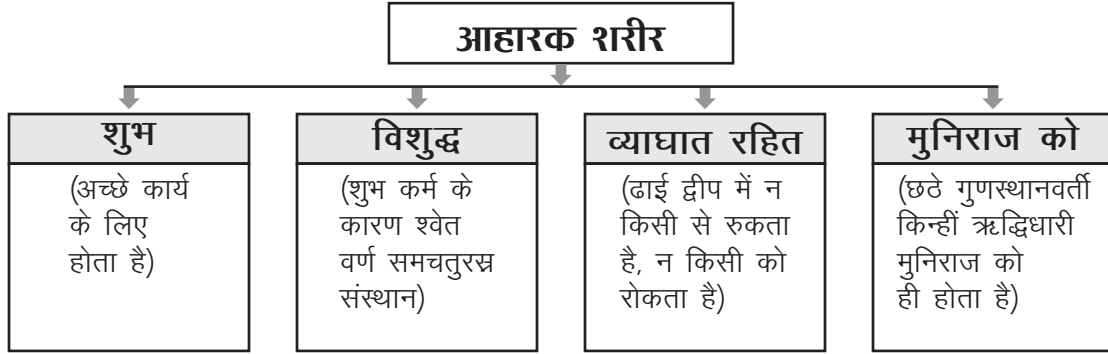 आहारक शरीर
शुभ
(अच्छे कार्य
के लिए
होता है)
विशुद्ध
(शुभ कर्म के
कारण श्वेत
वर्ण समचतुरस्र
संस्थान)
व्याघात रहित
(ढाई द्वीप में न
किसी से रुकता
है, न किसी को
रोकता है)
मुनिराज को
(छठे गुणस्थानवर्ती
किन्हीं ऋद्धिधारी
मुनिराज को
ही होता है)